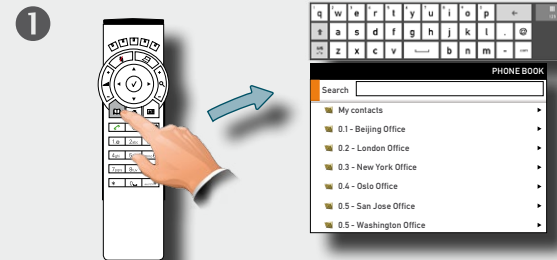 1
q w e r t y u i o p
a s d f g h j k l . @
z x c v b n m -
PHONE BOOK
Search
My contacts
0.1 - Beijing Office
0.2 - London Office
0.3 - New York Office
0.4 - Oslo Office
0.5 - San Jose Office
0.5 - Washington Office